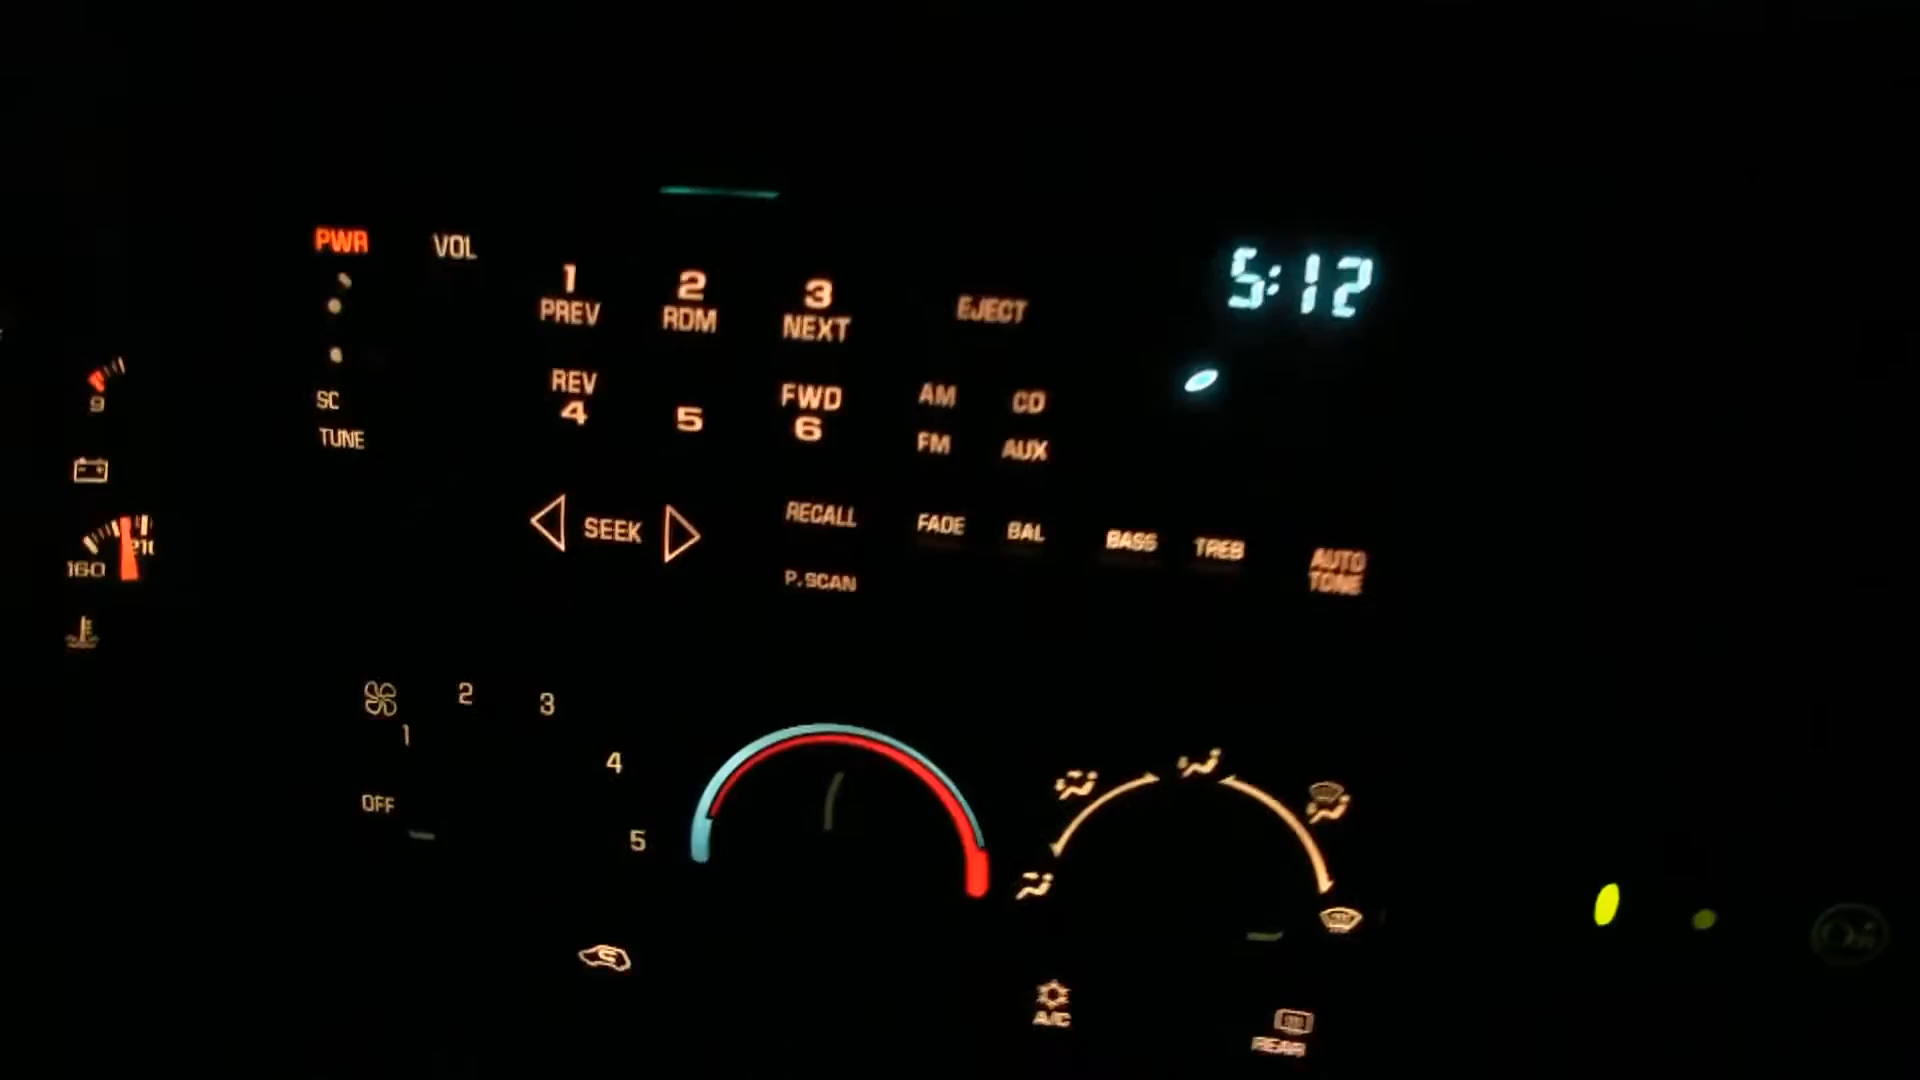 PWR
VOL
5:12
1
PREV
2
RDM
3
NEXT
EJECT
REV
4
5
FWD
6
AM
CD
FM
AUX
SC
TUNE
SEEK
RECALL
P.SCAN
FADE
BAL
BASS
TREB
AUTO
TONE
9
160
210
1
2
3
4
5
OFF
A/C
REAR